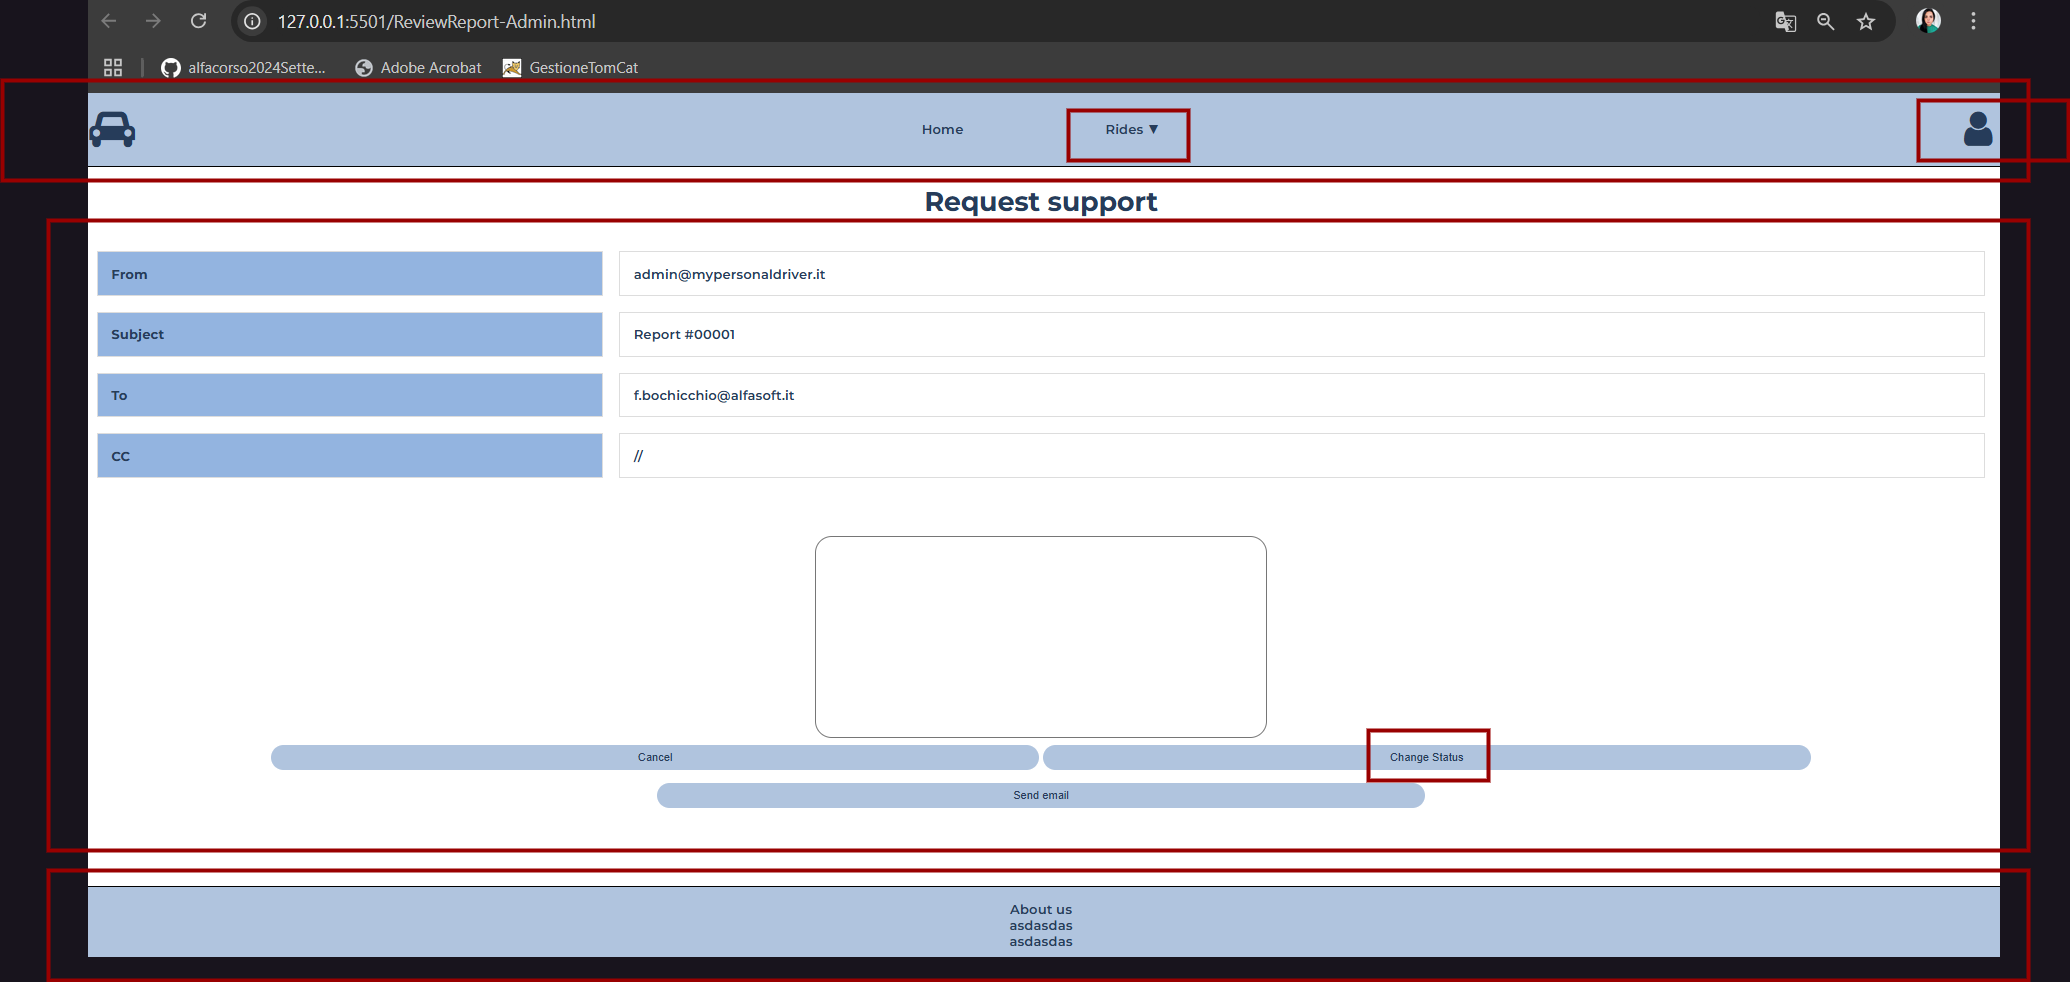 127.0.0.1:5501/ReviewReport-Admin.html
alfacorso2024Sette... Adobe Acrobat GestioneTomCat
Home Rides ▼
Request support
From admin@mypersonaldriver.it
Subject Report #00001
To f.bochicchio@alfasoft.it
CC //
Cancel Change Status
Send email
About us
asdasdas
asdasdas